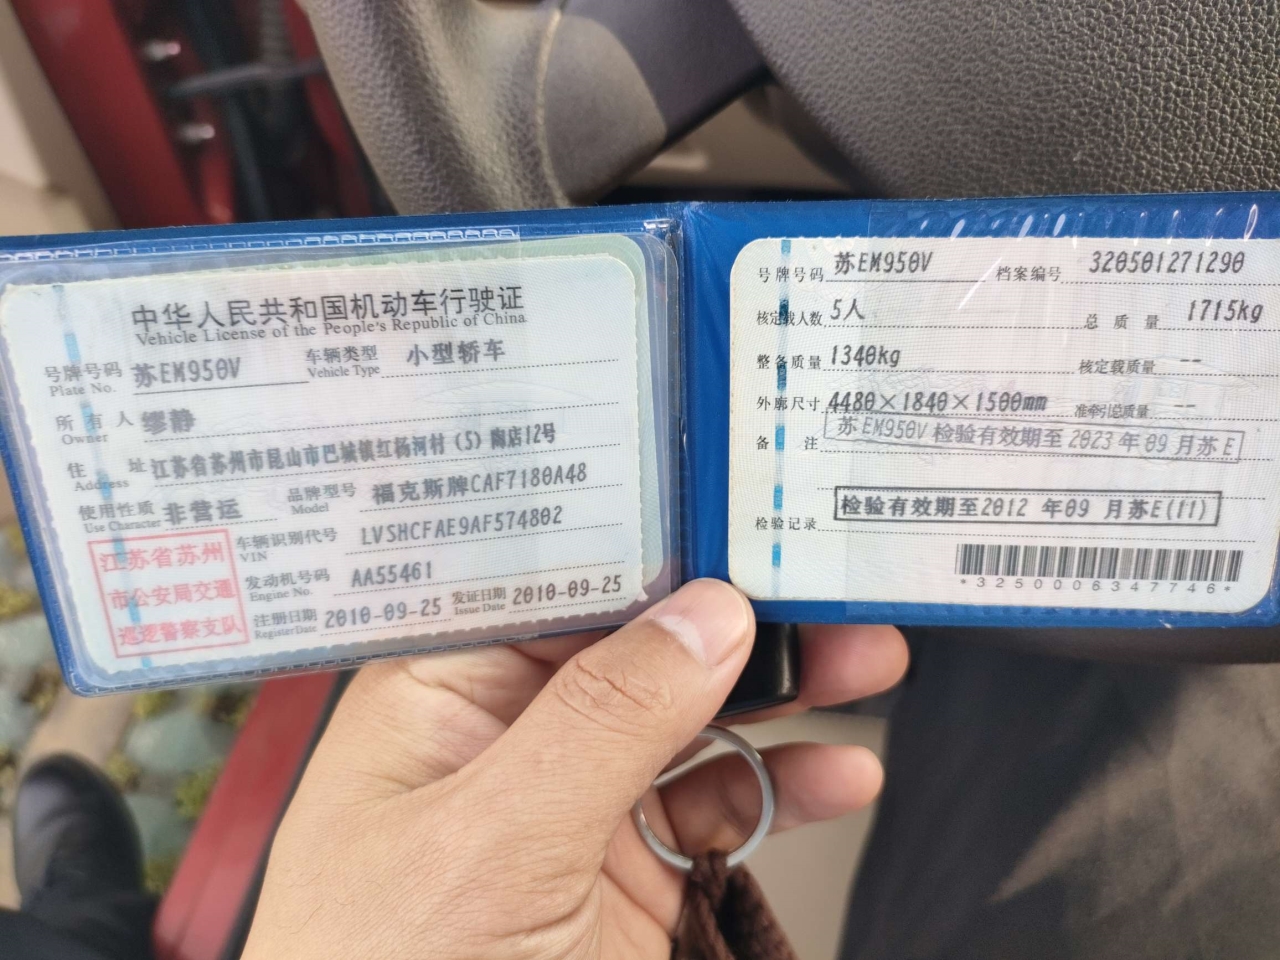 中华人民共和国机动车行驶证
Vehicle License of the People's Republic of China
号牌号码 苏EM950V 车辆类型 小型轿车
Plate No. Vehicle Type
所有人 缪静
Owner
住址 江苏省苏州市昆山市巴城镇红杨河村(5)南店12号
Address
使用性质 非营运 品牌型号 福克斯牌CAF7180A48
Use Character Model
江苏省苏州
市公安局交通
巡逻警察支队
车辆识别代号 LVSHCFAE9AF574802
VIN
发动机号码 AA55461
Engine No.
注册日期 2010-09-25 发证日期 2010-09-25
Register Date Issue Date
号牌号码 苏EM950V 档案编号 320501271290
核定载人数 5人 总质量 1715kg
整备质量 1340kg 核定载质量 --
外廓尺寸 4480×1840×1500mm 准牵引总质量 --
备注 苏EM950V检验有效期至2023年09月苏E
检验记录 检验有效期至2012年09月苏E(11)
*3250006347746*